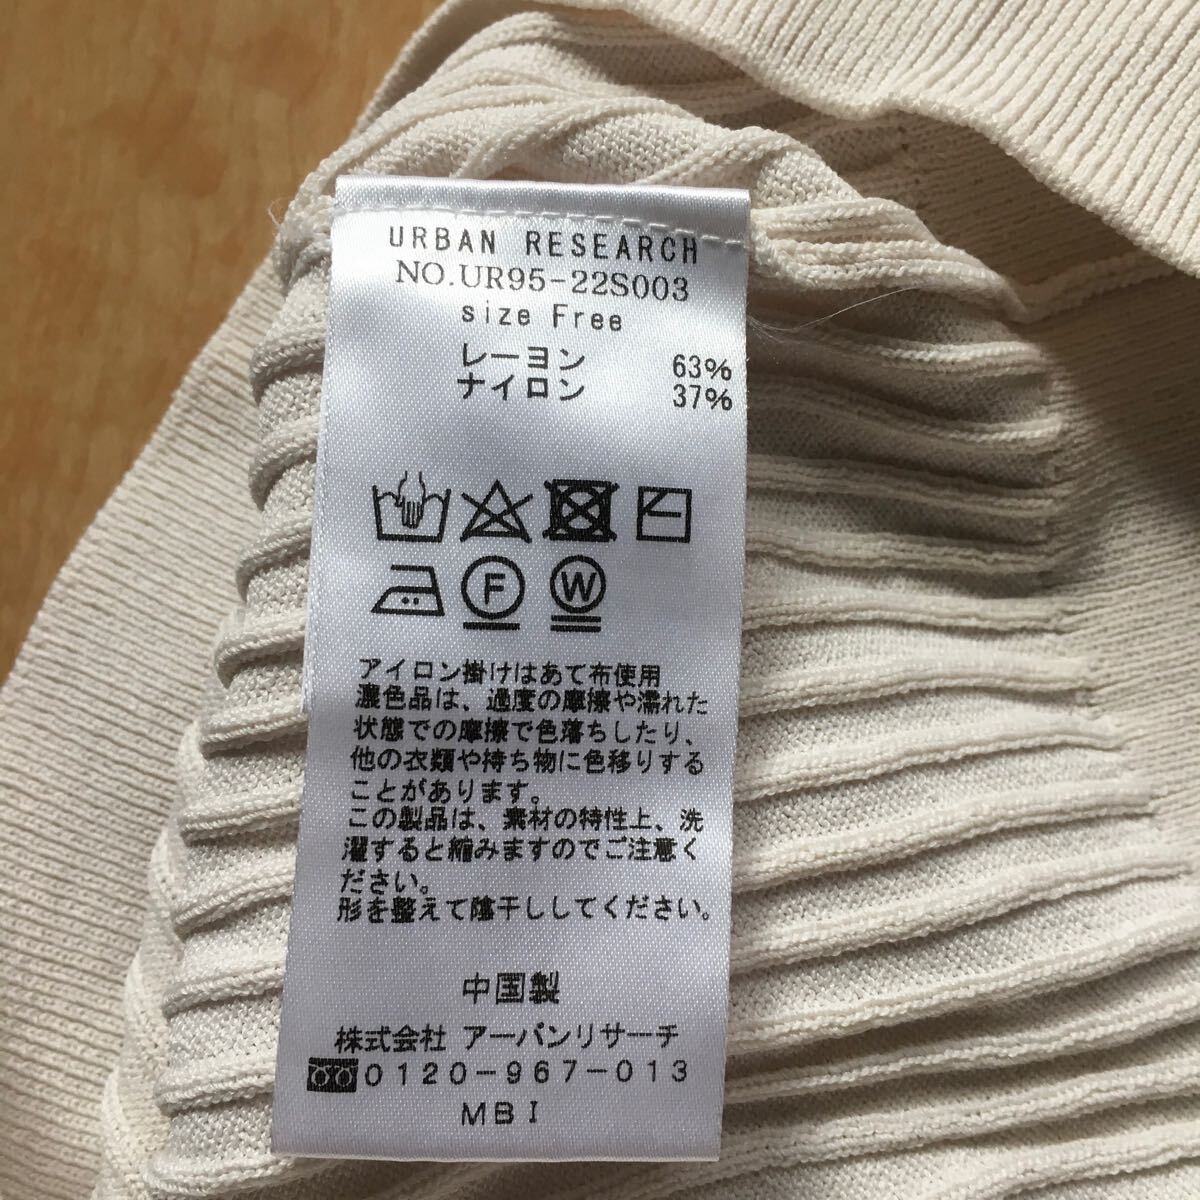 URBAN RESEARCH
NO.UR95-22S003
size Free
レーヨン 63%
ナイロン 37%
F W
アイロン掛けはあて布使用
濃色品は、過度の摩擦や濡れた
状態での摩擦で色落ちしたり、
他の衣類や持ち物に色移りする
ことがあります。
この製品は、素材の特性上、洗
濯すると縮みますのでご注意く
ださい。
形を整えて陰干ししてください。
中国製
株式会社 アーバンリサーチ
0120-967-013
MBI